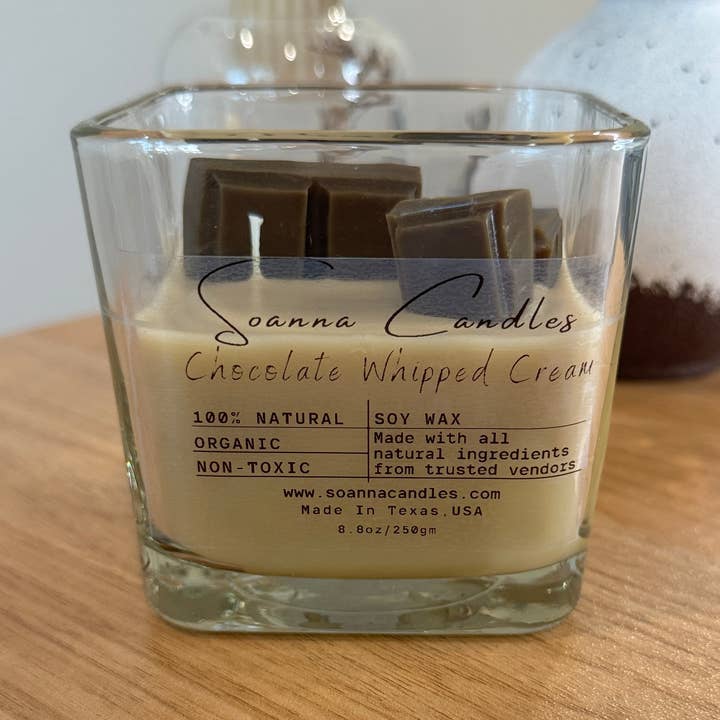 Soanna Candles
Chocolate Whipped Cream
100% NATURAL
ORGANIC
NON-TOXIC
SOY WAX
Made with all
natural ingredients
from trusted vendors
www.soannacandles.com
Made In Texas,USA
8.8oz/250gm